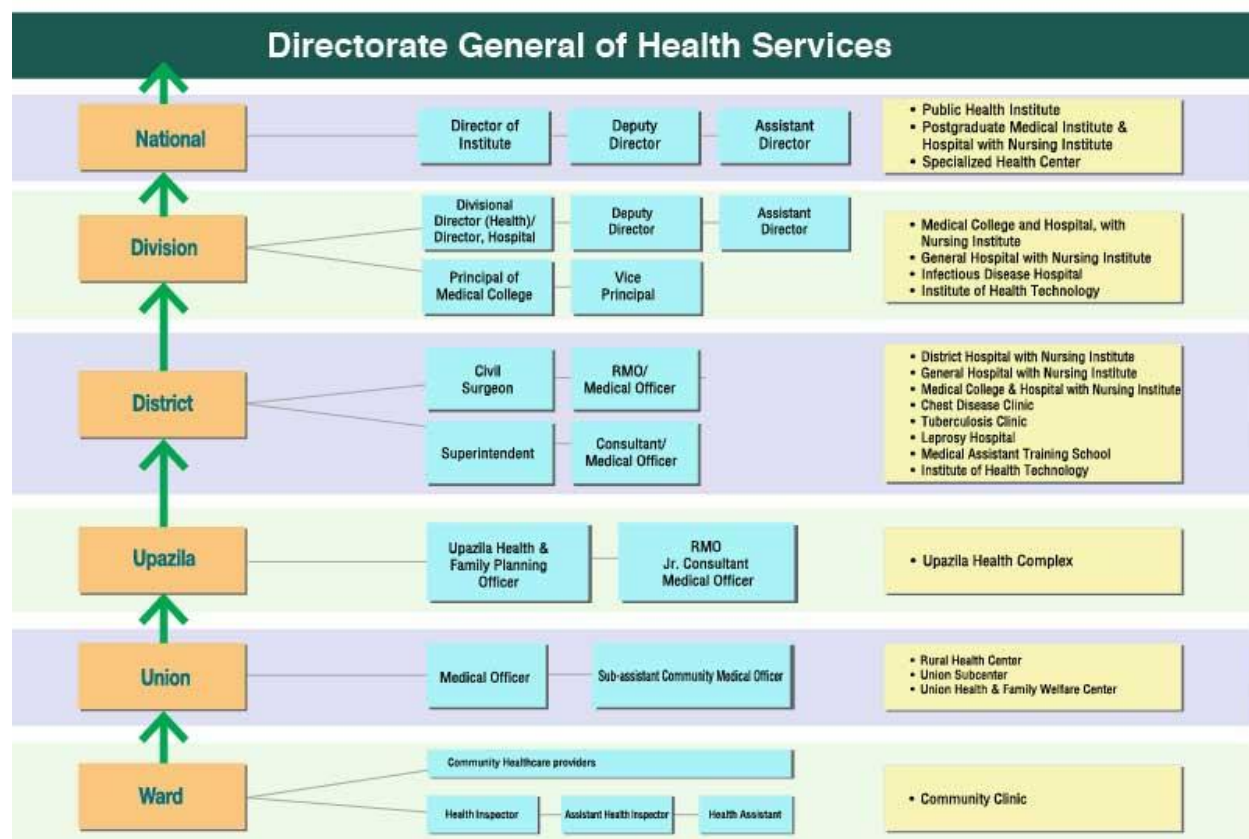 Directorate General of Health Services
National
Director of
Institute
Deputy
Director
Assistant
Director
• Public Health Institute
• Postgraduate Medical Institute &
Hospital with Nursing Institute
• Specialized Health Center
Division
Divisional
Director (Health)/
Director, Hospital
Deputy
Director
Assistant
Director
Principal of
Medical College
Vice
Principal
• Medical College and Hospital, with
Nursing Institute
• General Hospital with Nursing Institute
• Infectious Disease Hospital
• Institute of Health Technology
District
Civil
Surgeon
RMO/
Medical Officer
Superintendent
Consultant/
Medical Officer
• District Hospital with Nursing Institute
• General Hospital with Nursing Institute
• Medical College & Hospital with Nursing Institute
• Chest Disease Clinic
• Tuberculosis Clinic
• Leprosy Hospital
• Medical Assistant Training School
• Institute of Health Technology
Upazila
Upazila Health &
Family Planning
Officer
RMO
Jr. Consultant
Medical Officer
• Upazila Health Complex
Union
Medical Officer
Sub-assistant Community Medical Officer
• Rural Health Center
• Union Subcenter
• Union Health & Family Welfare Center
Ward
Community Healthcare providers
Health Inspector
Assistant Health Inspector
Health Assistant
• Community Clinic